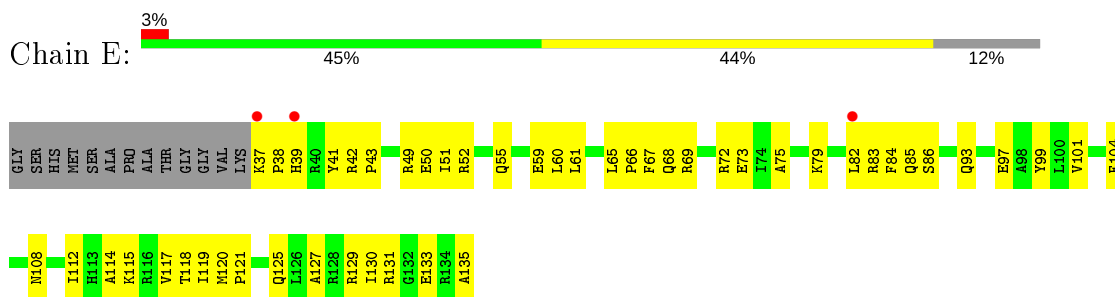 3%
Chain E:
45% 44% 12%
GLY SER HIS MET SER ALA PRO ALA THR GLY GLY VAL LYS K37 P38 H39 R40 Y41 R42 P43 R49 E50 I51 R52 Q55 E59 L60 L61 L65 P66 F67 Q68 R69 R72 E73 I74 A75 K79 L82 R83 F84 Q85 S86 Q93 E97 A98 Y99 L100 V101
N108 I112 H113 A114 K115 R116 V117 T118 I119 M120 P121 Q125 L126 A127 R128 R129 I130 R131 G132 E133 R134 A135